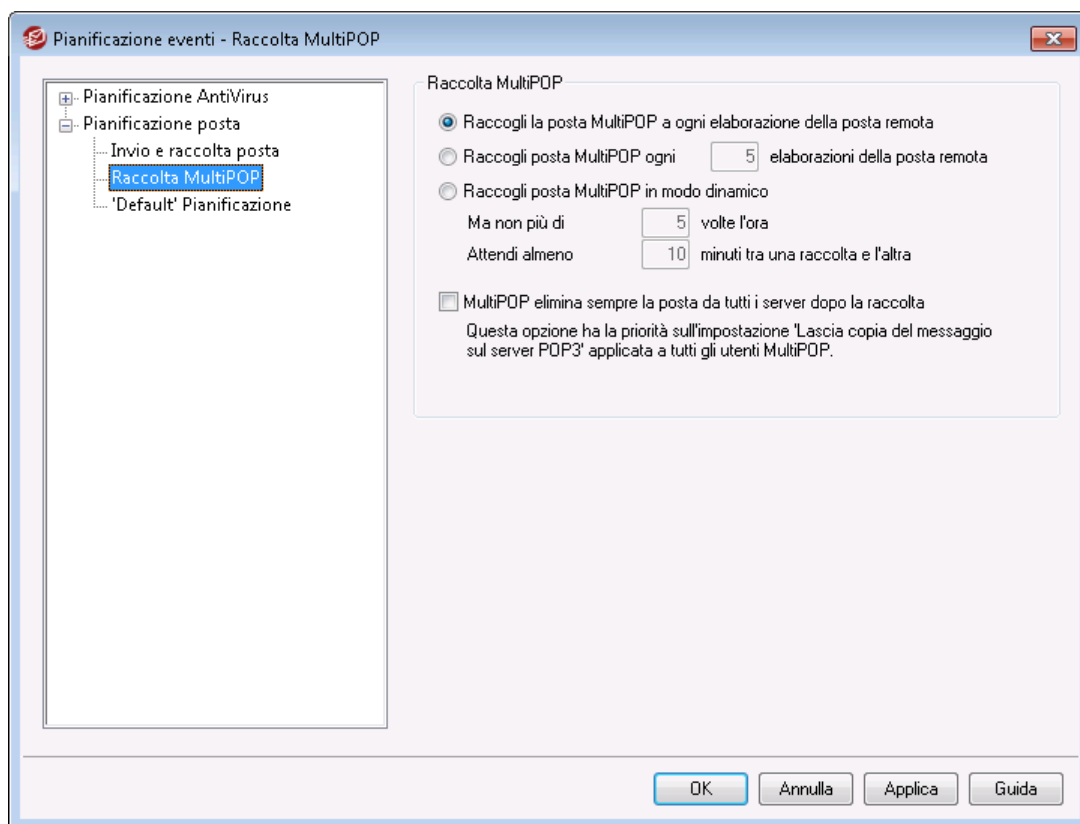 Pianificazione eventi - Raccolta MultiPOP
Pianificazione AntiVirus
Pianificazione posta
Invio e raccolta posta
Raccolta MultiPOP
'Default' Pianificazione
Raccolta MultiPOP
Raccogli la posta MultiPOP a ogni elaborazione della posta remota
Raccogli posta MultiPOP ogni 5 elaborazioni della posta remota
Raccogli posta MultiPOP in modo dinamico
Ma non più di 5 volte l'ora
Attendi almeno 10 minuti tra una raccolta e l'altra
MultiPOP elimina sempre la posta da tutti i server dopo la raccolta
Questa opzione ha la priorità sull'impostazione 'Lascia copia del messaggio
sul server POP3' applicata a tutti gli utenti MultiPOP.
OK Annulla Applica Guida